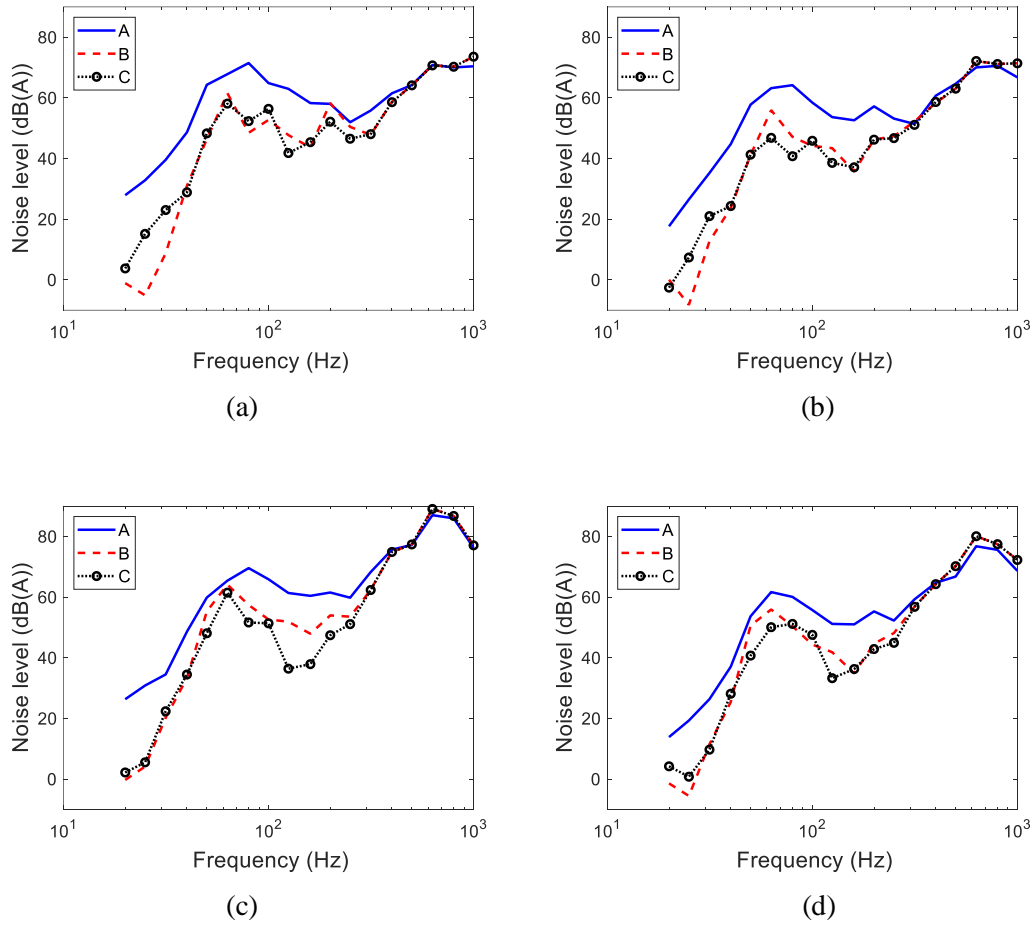 A
B
C
80
60
40
20
0
Noise level (dB(A))
10^1
10^2
10^3
Frequency (Hz)
(a)
A
B
C
80
60
40
20
0
Noise level (dB(A))
10^1
10^2
10^3
Frequency (Hz)
(b)
A
B
C
80
60
40
20
0
Noise level (dB(A))
10^1
10^2
10^3
Frequency (Hz)
(c)
A
B
C
80
60
40
20
0
Noise level (dB(A))
10^1
10^2
10^3
Frequency (Hz)
(d)